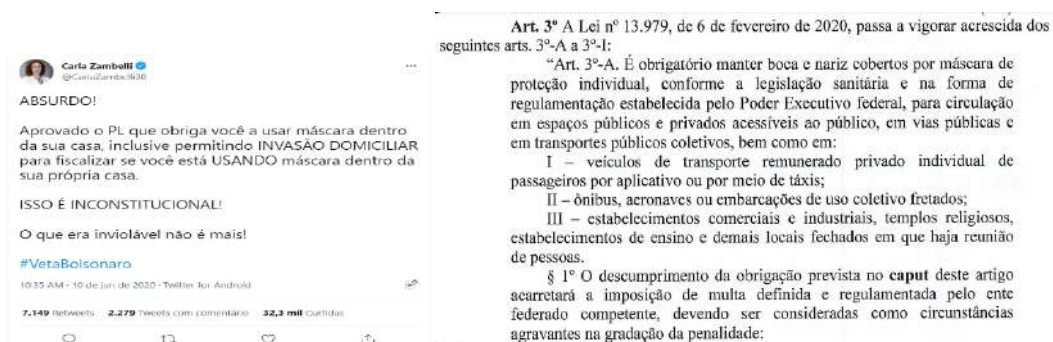 Carla Zambelli
@CarlaZambelli38
ABSURDO!
Aprovado o PL que obriga você a usar máscara dentro
da sua casa, inclusive permitindo INVASÃO DOMICILIAR
para fiscalizar se você está USANDO máscara dentro da
sua própria casa.
ISSO É INCONSTITUCIONAL!
O que era inviolável não é mais!
#VetaBolsonaro
10:35 AM · 10 de jun de 2020 · Twitter for Android
7.149 Retweets 2.279 Tweets com comentário 32,3 mil Curtidas
Art. 3º A Lei nº 13.979, de 6 de fevereiro de 2020, passa a vigorar acrescida dos
seguintes arts. 3º-A a 3º-I:
“Art. 3º-A. É obrigatório manter boca e nariz cobertos por máscara de
proteção individual, conforme a legislação sanitária e na forma de
regulamentação estabelecida pelo Poder Executivo federal, para circulação
em espaços públicos e privados acessíveis ao público, em vias públicas e
em transportes públicos coletivos, bem como em:
I – veículos de transporte remunerado privado individual de
passageiros por aplicativo ou por meio de táxis;
II – ônibus, aeronaves ou embarcações de uso coletivo fretados;
III – estabelecimentos comerciais e industriais, templos religiosos,
estabelecimentos de ensino e demais locais fechados em que haja reunião
de pessoas.
§ 1º O descumprimento da obrigação prevista no caput deste artigo
acarretará a imposição de multa definida e regulamentada pelo ente
federado competente, devendo ser consideradas como circunstâncias
agravantes na gradação da penalidade: